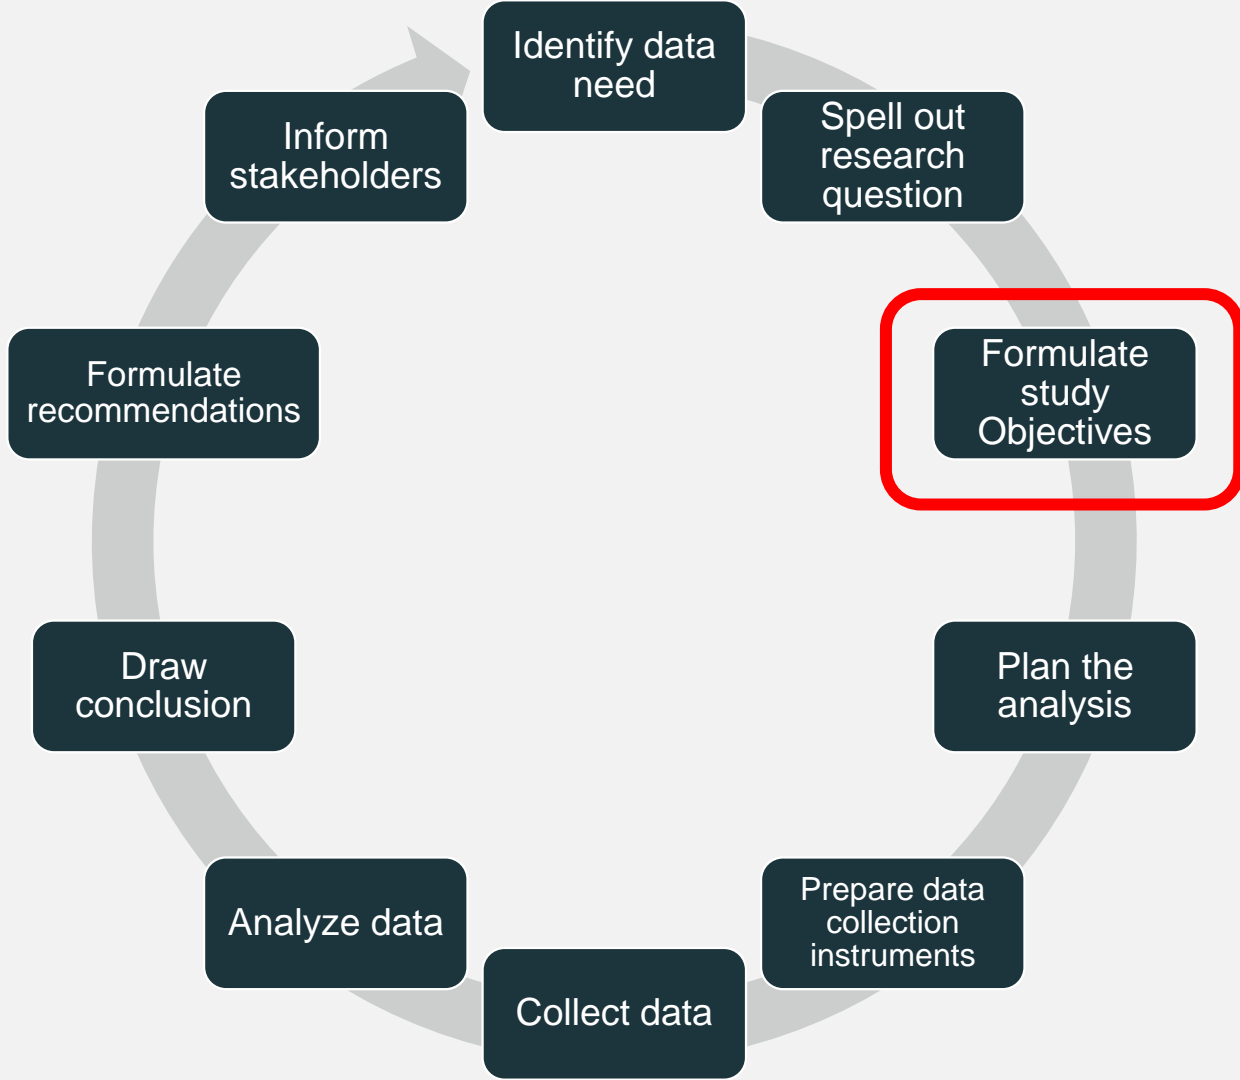 Identify data
need
Spell out
research
question
Formulate
study
Objectives
Plan the
analysis
Prepare data
collection
instruments
Collect data
Analyze data
Draw
conclusion
Formulate
recommendations
Inform
stakeholders